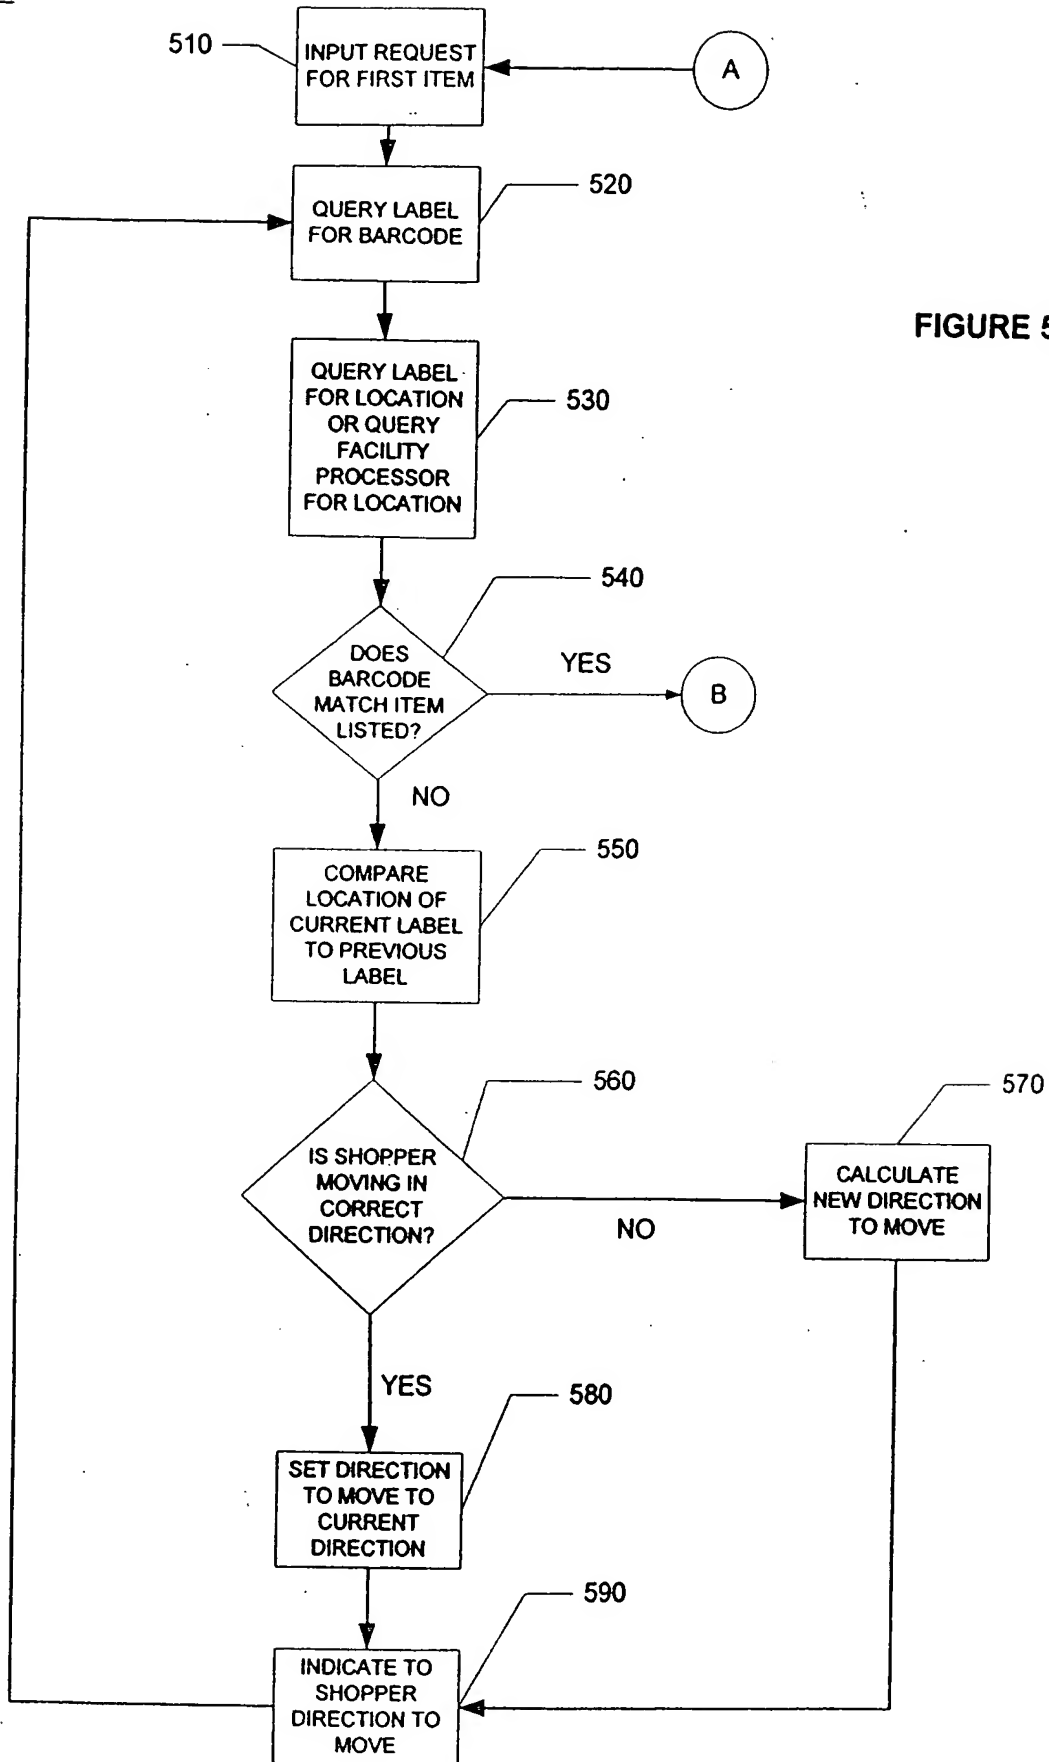 510
INPUT REQUEST
FOR FIRST ITEM
A
QUERY LABEL
FOR BARCODE
520
FIGURE 5
QUERY LABEL
FOR LOCATION
OR QUERY
FACILITY
PROCESSOR
FOR LOCATION
530
540
DOES
BARCODE
MATCH ITEM
LISTED?
YES
B
NO
550
COMPARE
LOCATION OF
CURRENT LABEL
TO PREVIOUS
LABEL
560
570
IS SHOPPER
MOVING IN
CORRECT
DIRECTION?
NO
CALCULATE
NEW DIRECTION
TO MOVE
YES
580
SET DIRECTION
TO MOVE TO
CURRENT
DIRECTION
590
INDICATE TO
SHOPPER
DIRECTION TO
MOVE